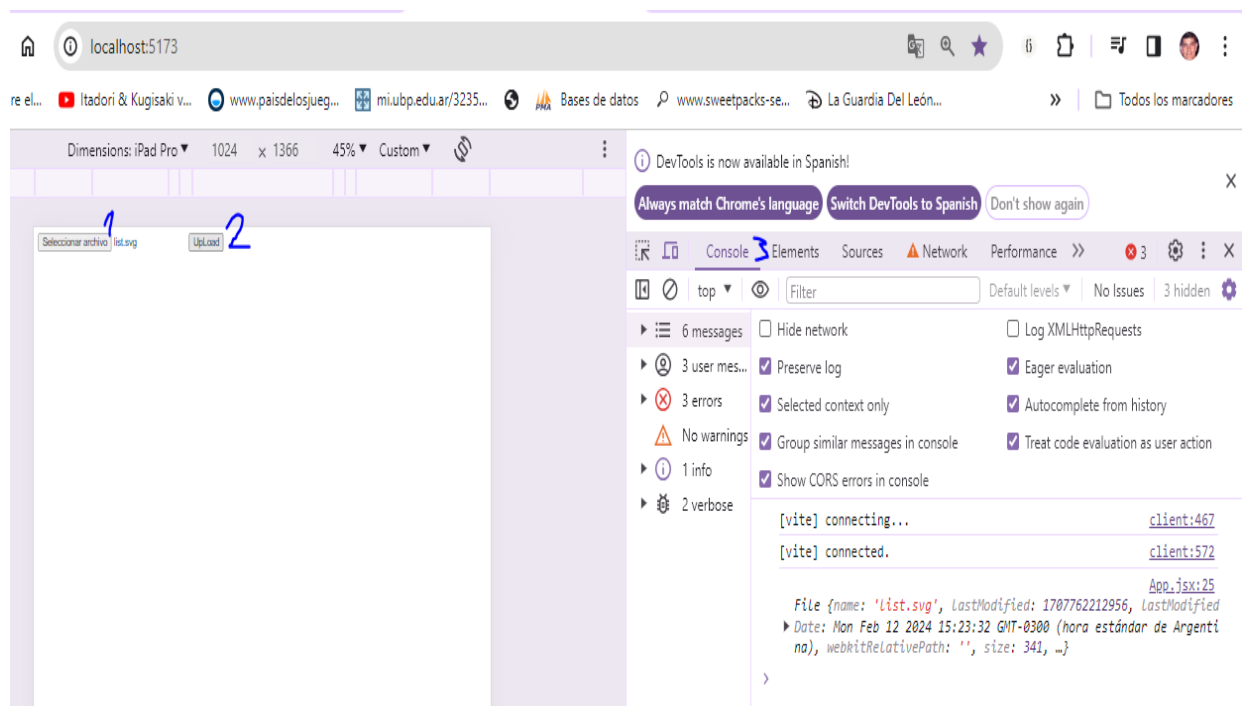 localhost:5173
re el...
Itadori & Kugisaki v...
www.paisdelosjueg...
mi.ubp.edu.ar/3235...
PMA
Bases de datos
www.sweetpacks-se...
La Guardia Del León...
»
Todos los marcadores
Dimensions: iPad Pro
1024 x 1366
45%
Custom
DevTools is now available in Spanish!
Always match Chrome's language
Switch DevTools to Spanish
Don't show again
1
2
Seleccionar archivo
list.svg
UpLoad
Console
3
Elements
Sources
Network
Performance
»
3
top
Filter
Default levels
No Issues
3 hidden
6 messages
3 user mes...
3 errors
No warnings
1 info
2 verbose
Hide network
Log XMLHttpRequests
Preserve log
Eager evaluation
Selected context only
Autocomplete from history
Group similar messages in console
Treat code evaluation as user action
Show CORS errors in console
[vite] connecting...
client:467
[vite] connected.
client:572
App.jsx:25
File {name: 'list.svg', lastModified: 1707762212956, lastModified
Date: Mon Feb 12 2024 15:23:32 GMT-0300 (hora estándar de Argenti
na), webkitRelativePath: '', size: 341, …}